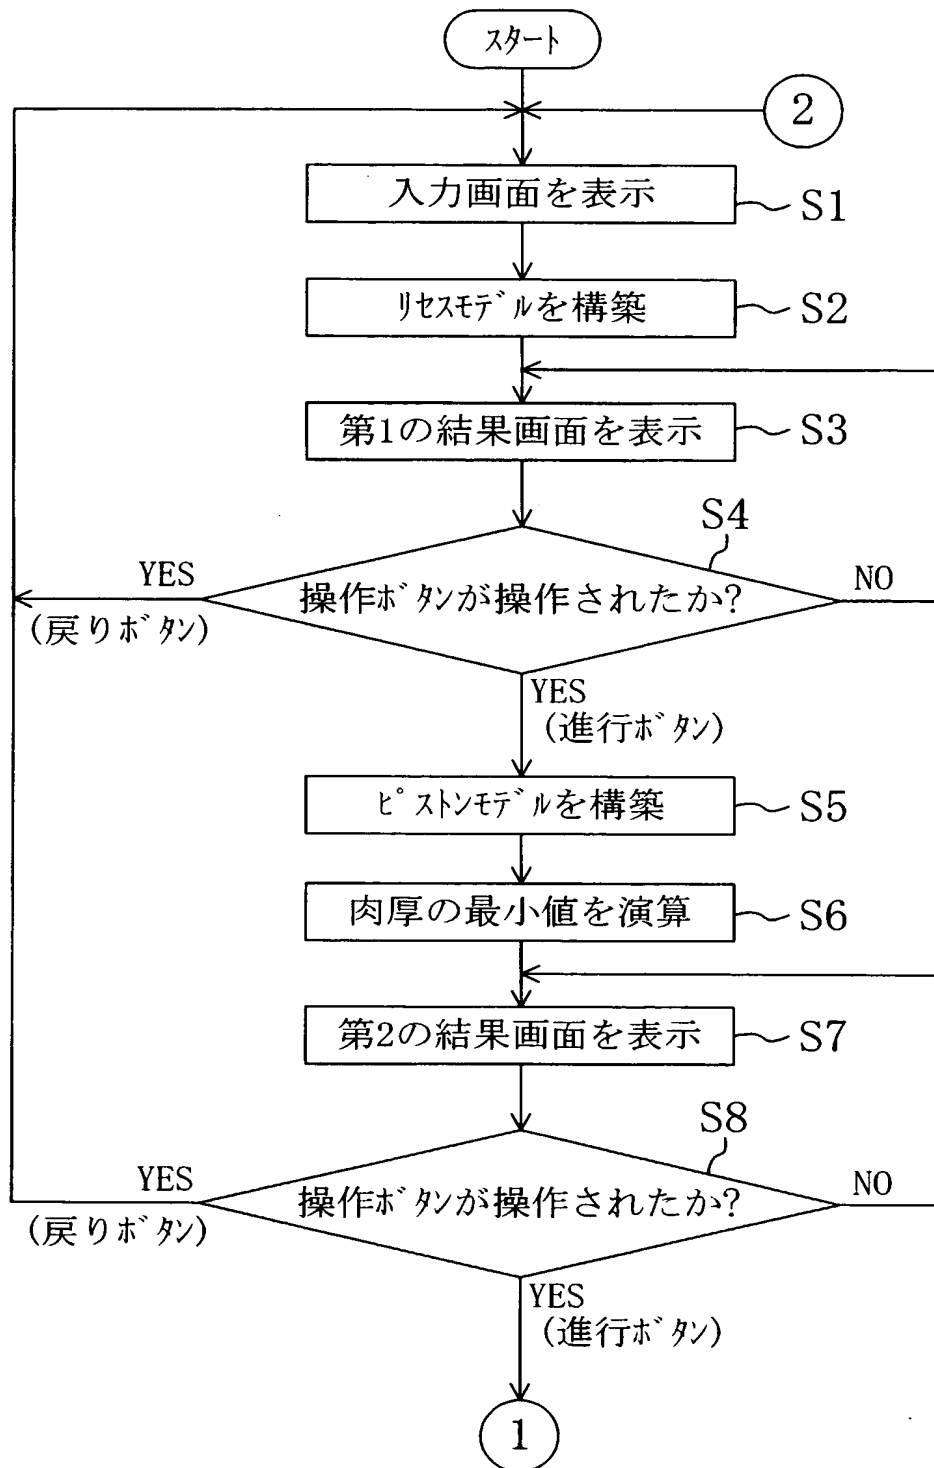 スタート
2
入力画面を表示
S1
リセスモデルを構築
S2
第1の結果画面を表示
S3
S4
YES
操作ボタンが操作されたか?
NO
(戻りボタン)
YES
(進行ボタン)
ピストンモデルを構築
S5
肉厚の最小値を演算
S6
第2の結果画面を表示
S7
S8
YES
操作ボタンが操作されたか?
NO
(戻りボタン)
YES
(進行ボタン)
1